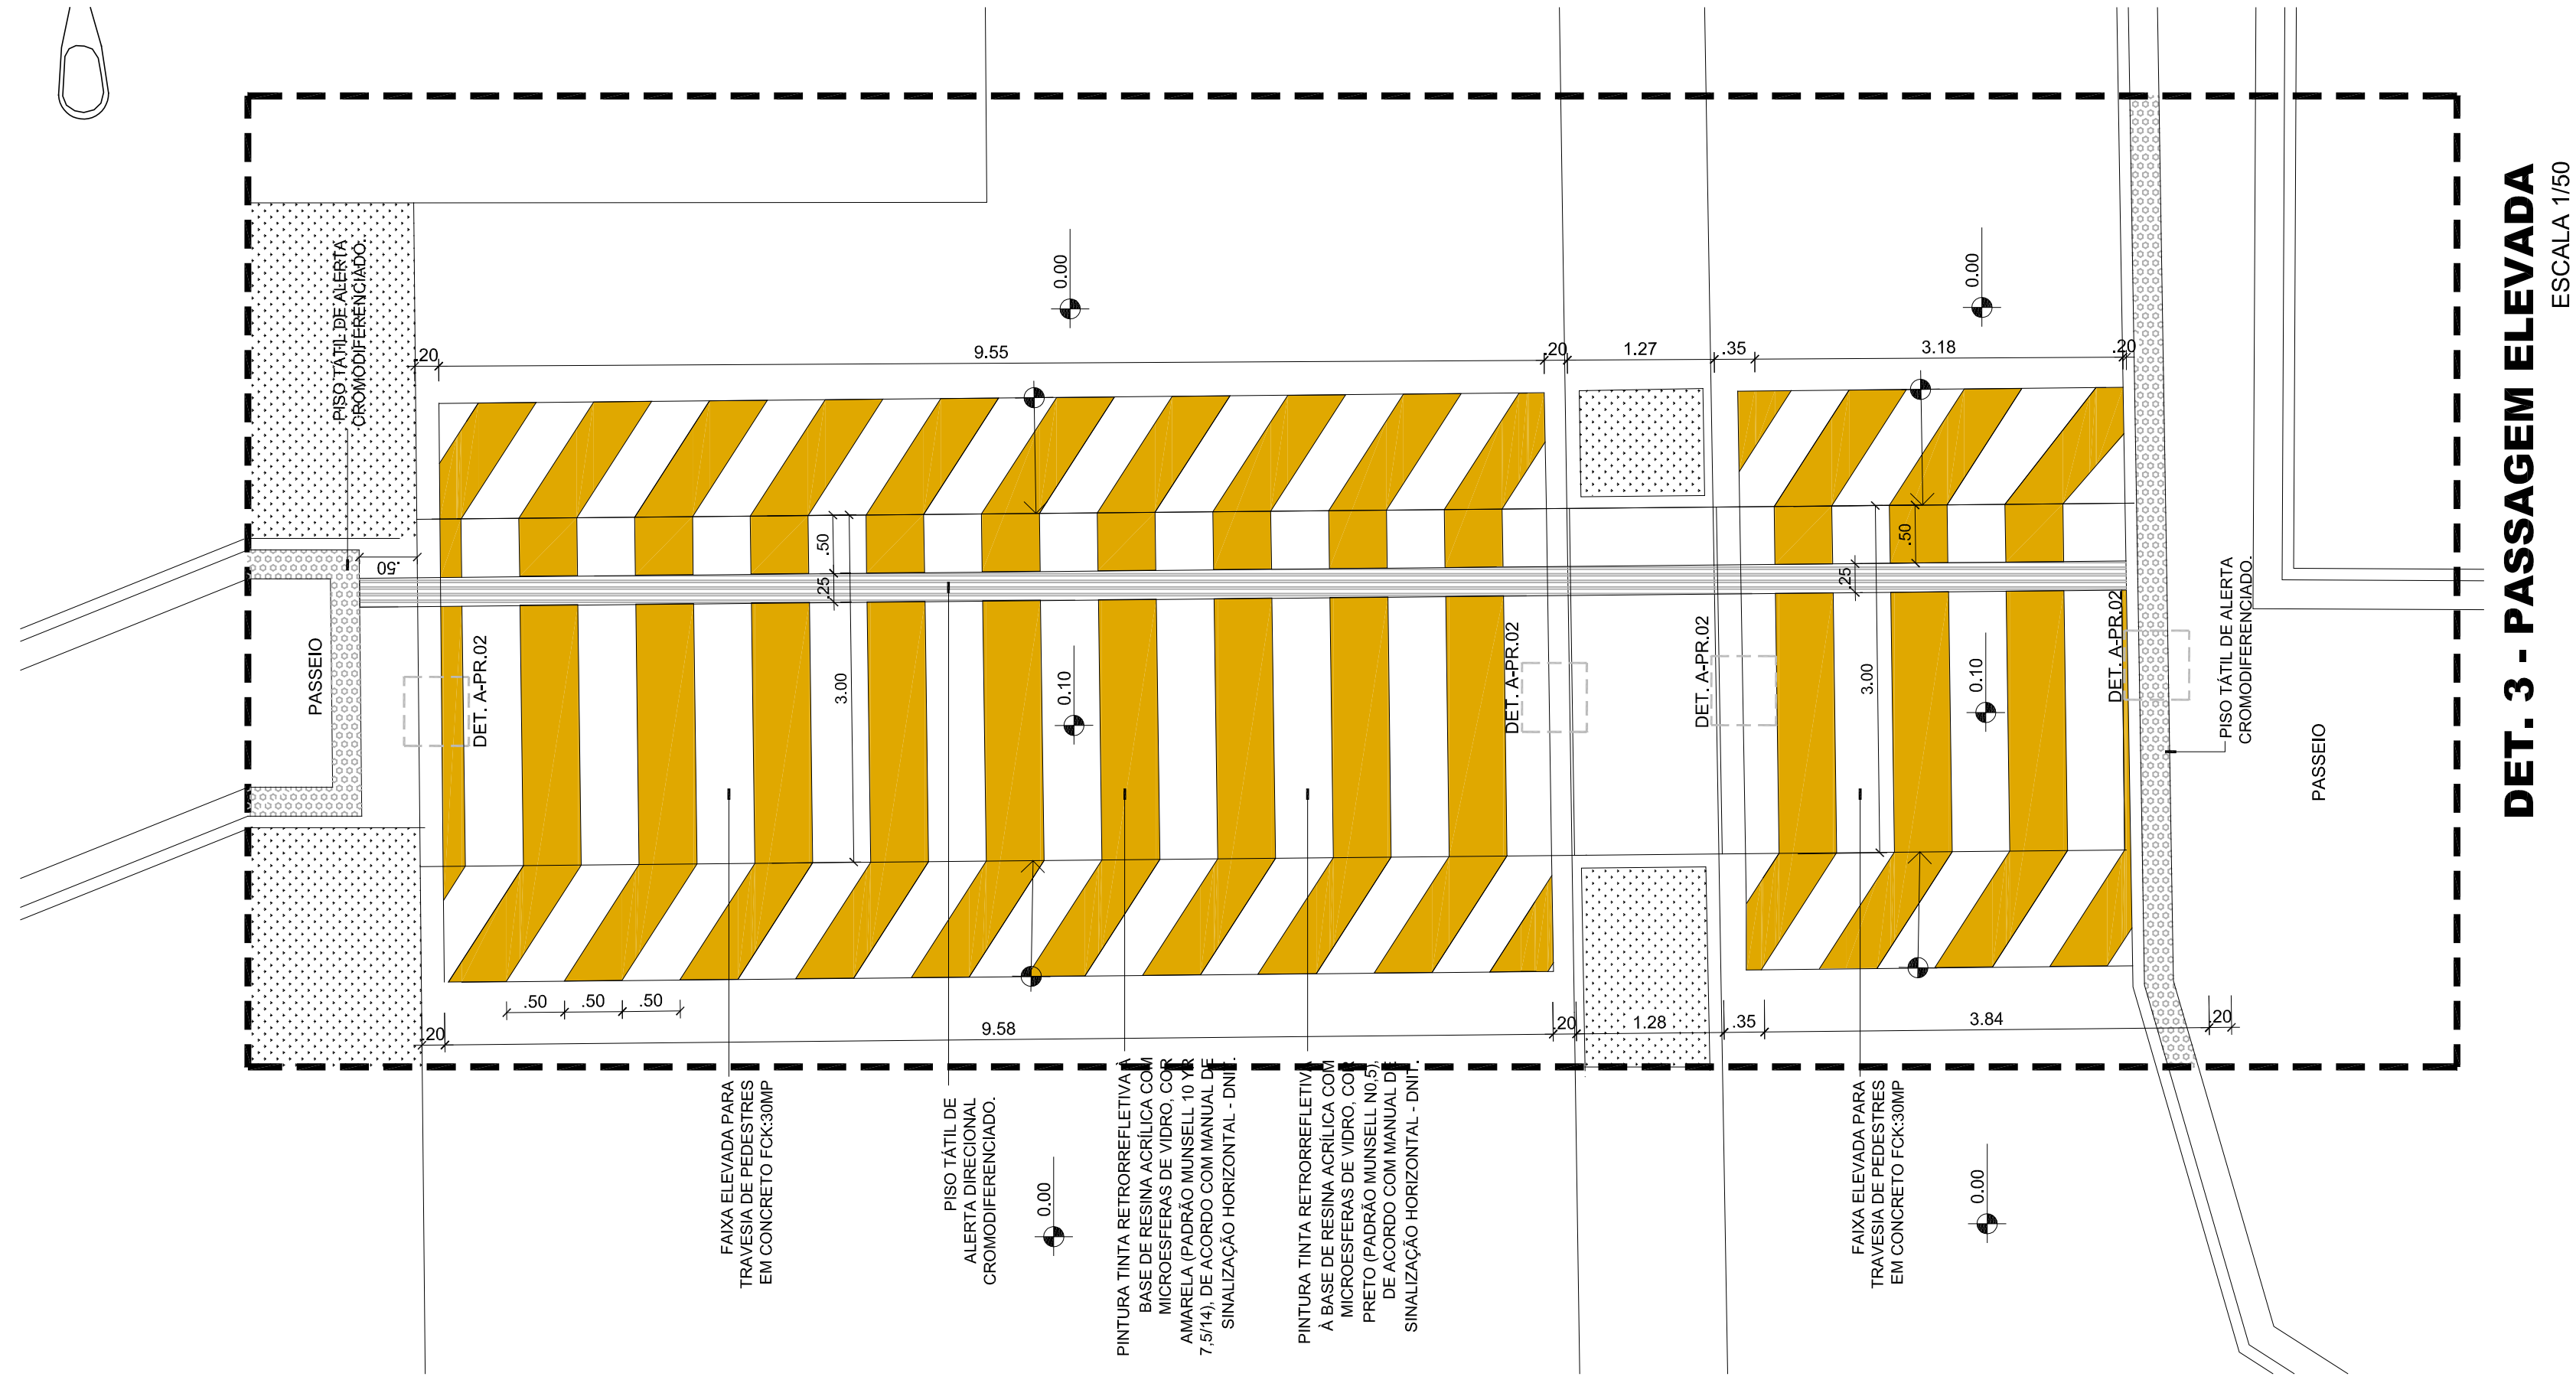 DET. 3 - PASSAGEM ELEVADA
ESCALA 1/50
PISO TÁTIL DE ALERTA
CROMODIFERENCIADO.
0.00
0.00
.20
9.55
.20
1.27
.35
3.18
.20
.50
.50
.25
3.00
.50
.25
3.00
PASSEIO
DET. A-PR.02
0.10
DET. A-PR.02
DET. A-PR.02
0.10
DET. A-PR.02
PISO TÁTIL DE ALERTA
CROMODIFERENCIADO.
PASSEIO
.50
.50
.50
.20
9.58
.20
1.28
.35
3.84
.20
FAIXA ELEVADA PARA
TRAVESIA DE PEDESTRES
EM CONCRETO FCK:30MP
PISO TÁTIL DE
ALERTA DIRECIONAL
CROMODIFERENCIADO.
0.00
PINTURA TINTA RETRORREFLETIVA À
BASE DE RESINA ACRÍLICA COM
MICROESFERAS DE VIDRO, COR
AMARELA (PADRÃO MUNSELL 10 YR
7,5/14), DE ACORDO COM MANUAL DE
SINALIZAÇÃO HORIZONTAL - DNIT.
PINTURA TINTA RETRORREFLETIVA
À BASE DE RESINA ACRÍLICA COM
MICROESFERAS DE VIDRO, COR
PRETO (PADRÃO MUNSELL N0,5),
DE ACORDO COM MANUAL DE
SINALIZAÇÃO HORIZONTAL - DNIT.
FAIXA ELEVADA PARA
TRAVESIA DE PEDESTRES
EM CONCRETO FCK:30MP
0.00